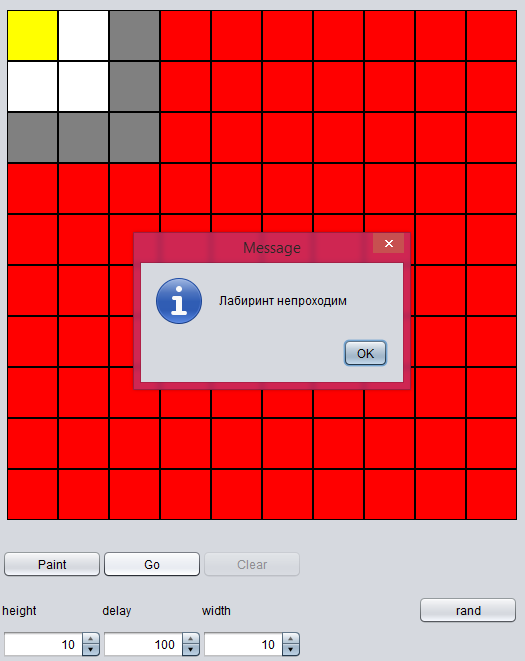 Message
Лабиринт непроходим
OK
Paint Go Clear
height delay width rand
10 100 10